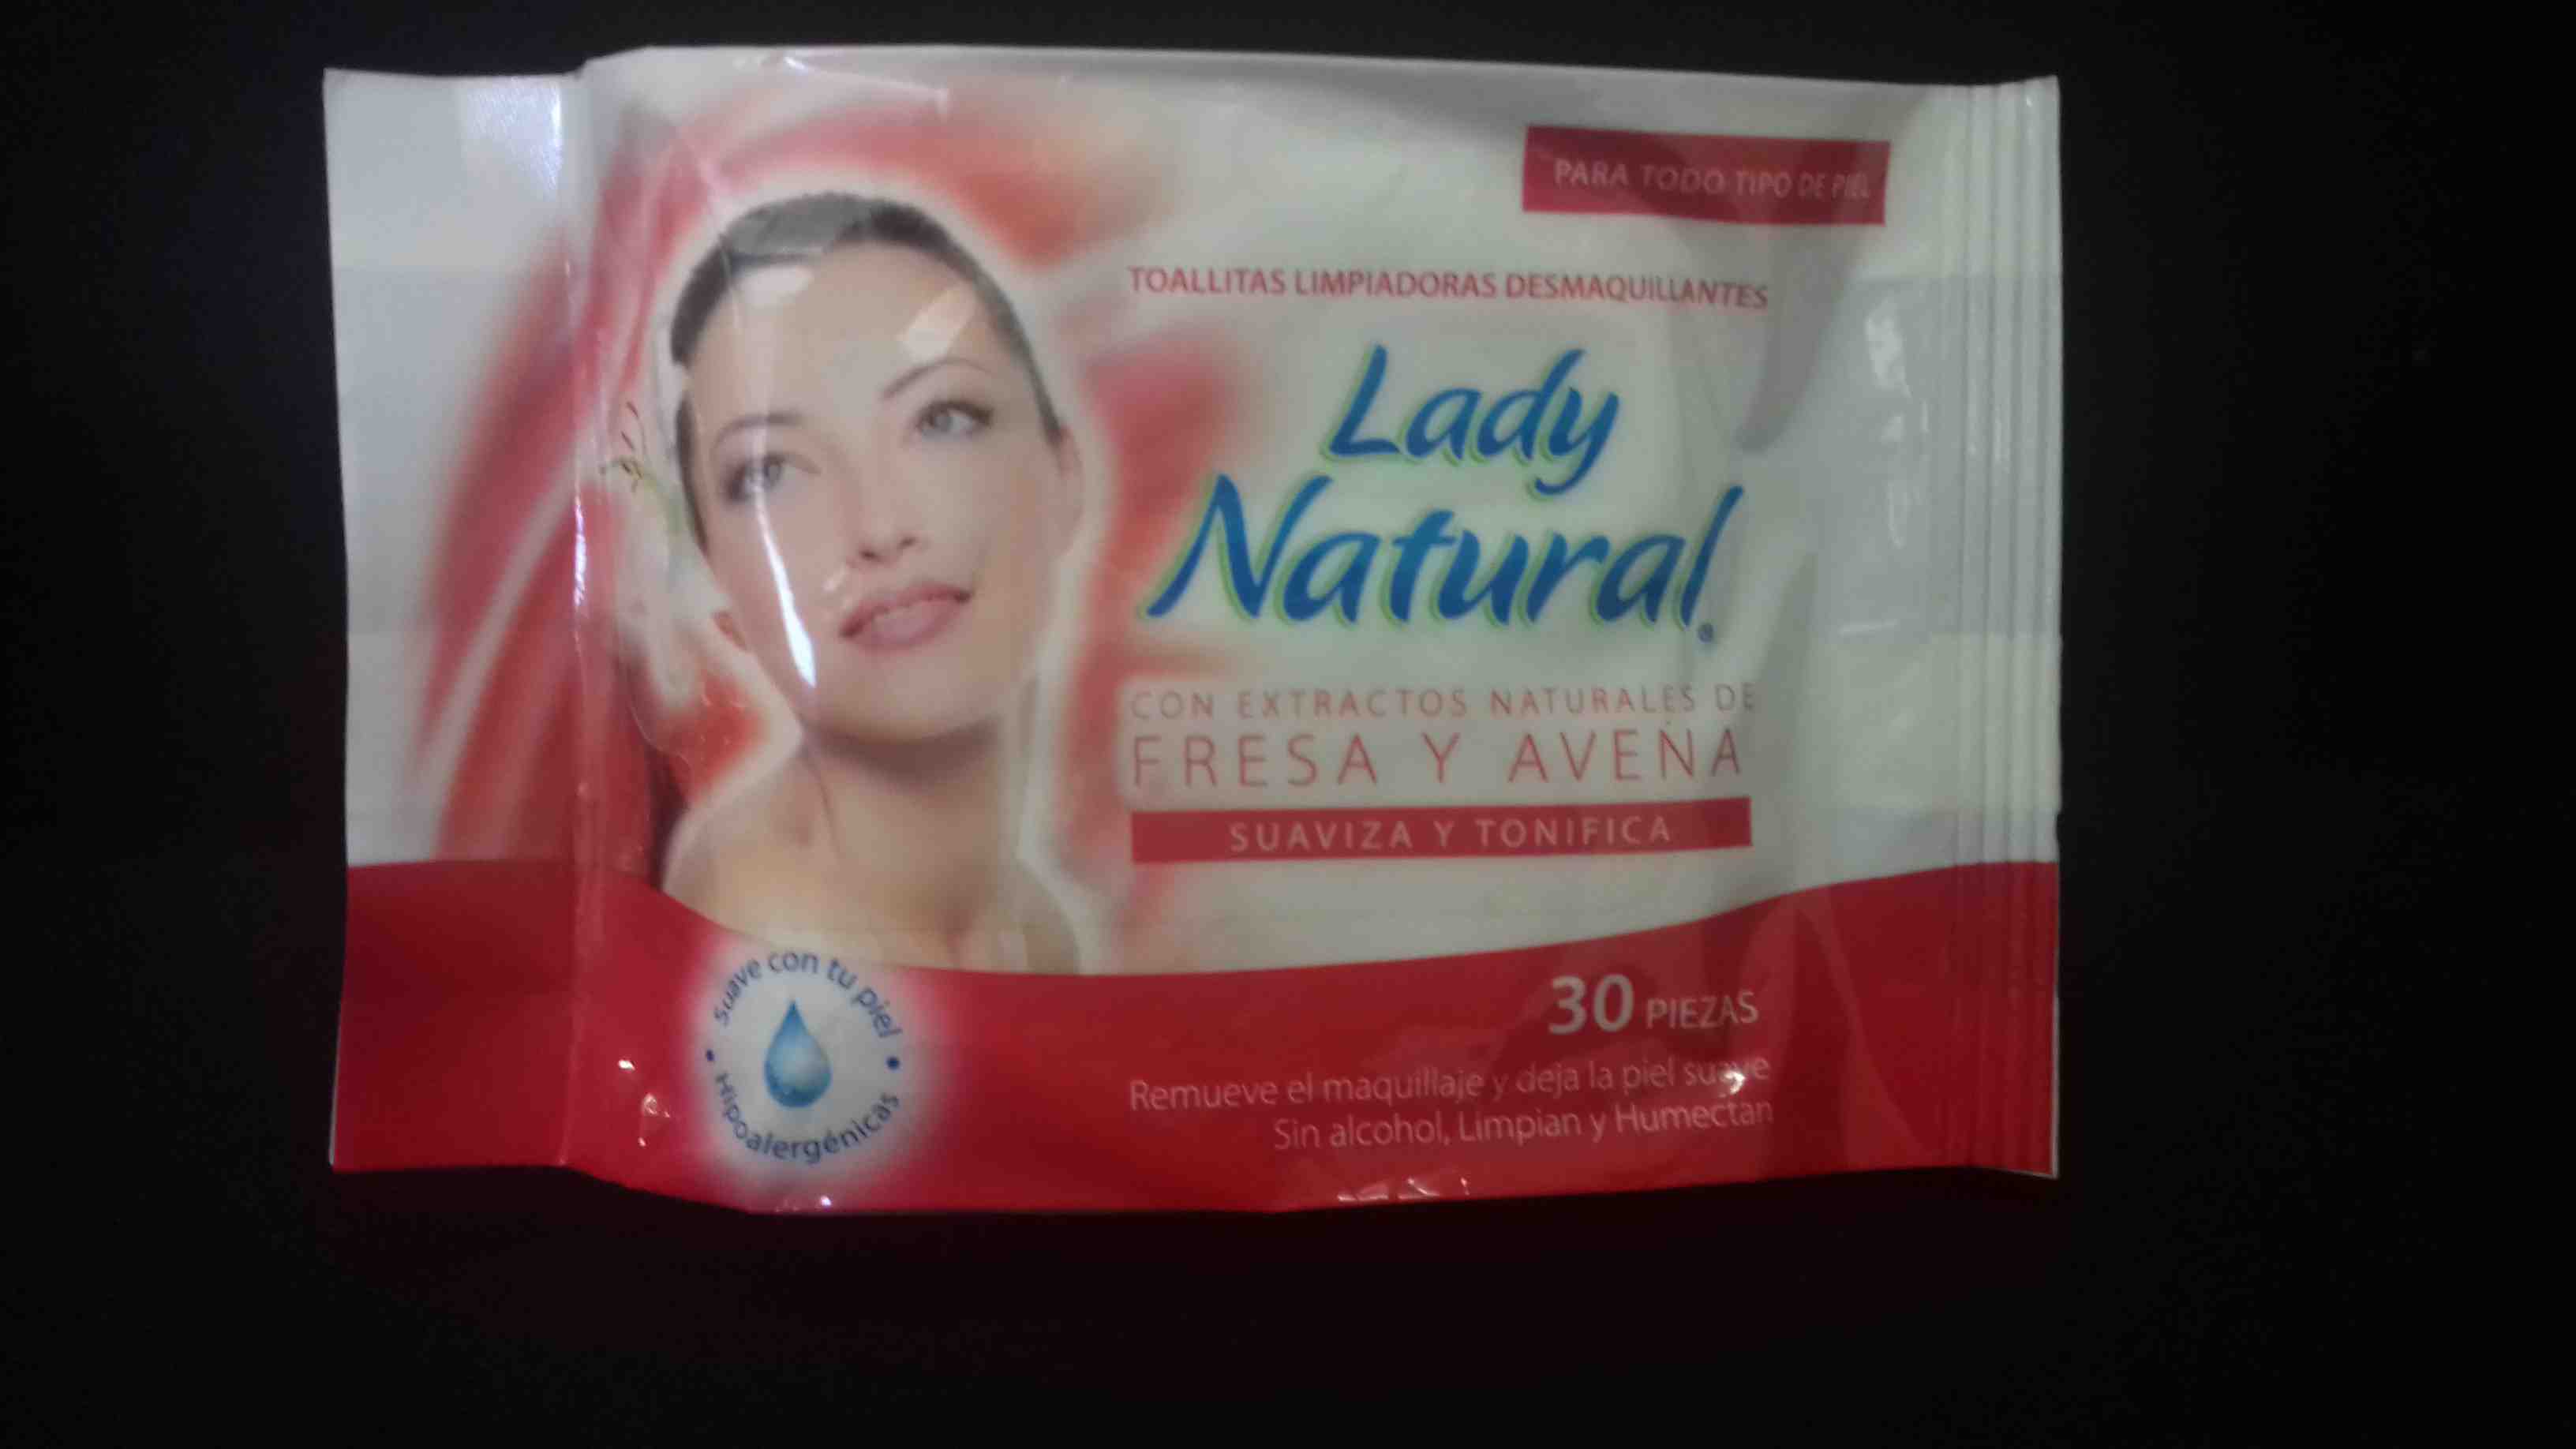 PARA TODO TIPO DE PIEL
TOALLITAS LIMPIADORAS DESMAQUILLANTES
Lady
Natural®
CON EXTRACTOS NATURALES DE
FRESA Y AVENA
SUAVIZA Y TONIFICA
30 PIEZAS
Remueve el maquillaje y deja la piel suave
Sin alcohol, Limpian y Humectan
Suave con tu piel
• Hipoalergénicas •